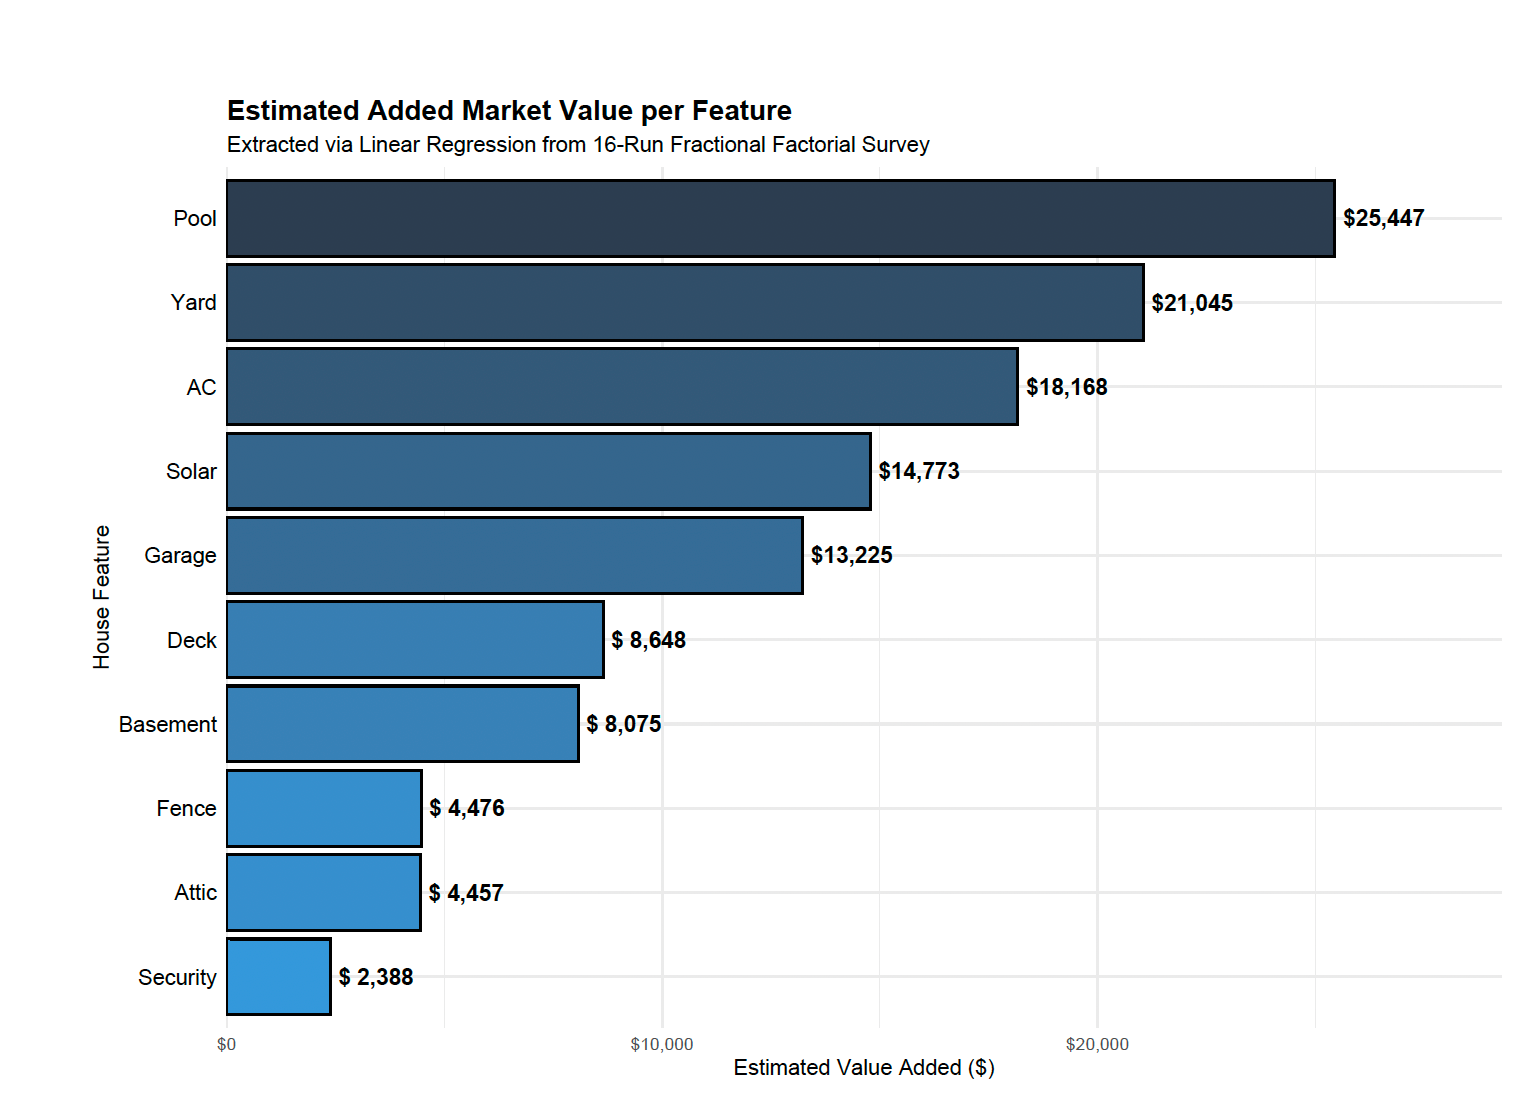 Estimated Added Market Value per Feature
Extracted via Linear Regression from 16-Run Fractional Factorial Survey
House Feature
Pool $25,447
Yard $21,045
AC $18,168
Solar $14,773
Garage $13,225
Deck $ 8,648
Basement $ 8,075
Fence $ 4,476
Attic $ 4,457
Security $ 2,388
$0 $10,000 $20,000
Estimated Value Added ($)